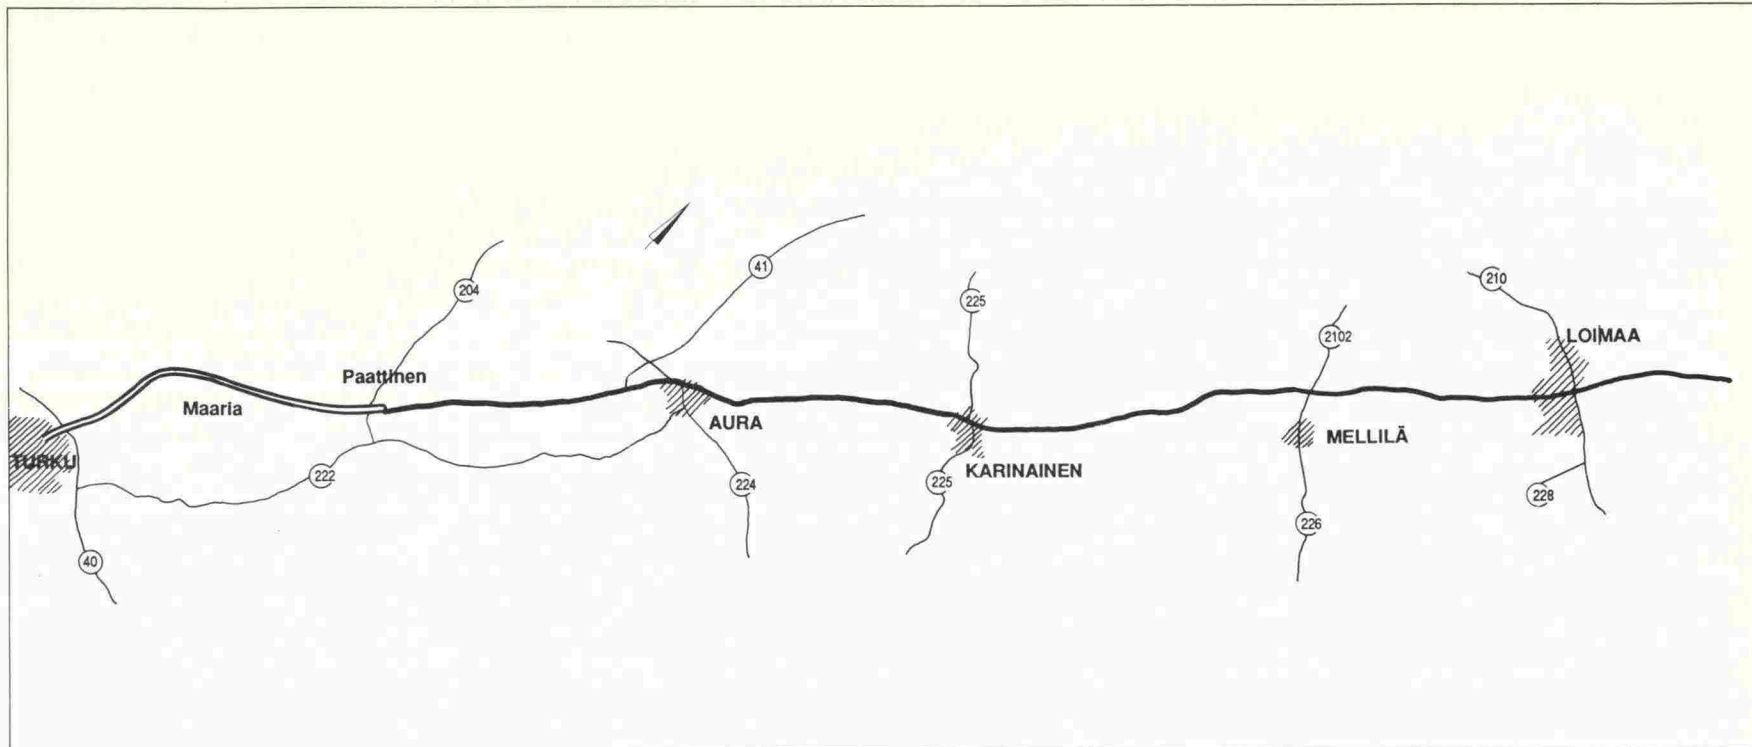 210
204
41
225
2102
LOIMAA
Paattinen
Maaria
AURA
MELLILÄ
TURKU
KARINAINEN
222
224
225
228
226
40